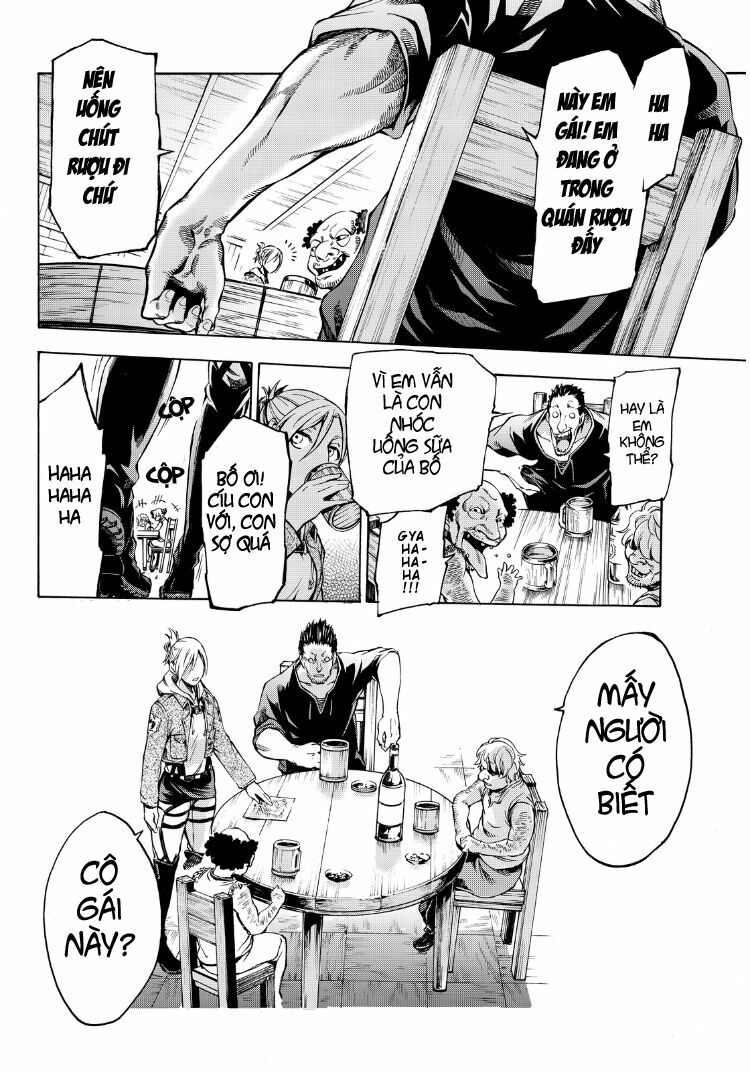 HA
HA
NÀY EM
GÁI! EM
ĐANG Ở
TRONG
QUÁN RƯỢU
ĐẤY
NÊN
UỐNG
CHÚT
RƯỢU ĐI
CHỨ
HAY LÀ
EM
KHÔNG
THỂ?
VÌ EM VẪN
LÀ CON
NHÓC
UỐNG SỮA
CỦA BỐ
GYA
HA-
HA-
HA!!!
BỐ ƠI!
CÍU CON
VỚI, CON
SỢ QUÁ
CỘP
CỘP
HAHA
HAHA
HA
MẤY
NGƯỜI
CÓ
BIẾT
CÔ
GÁI
NÀY?